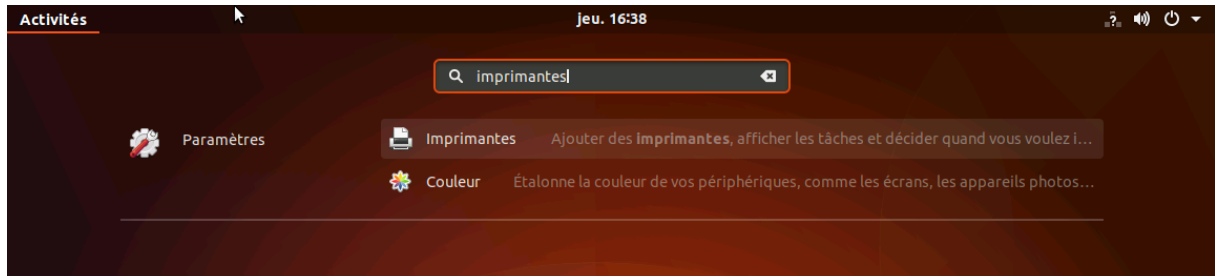 Activités jeu. 16:38 ?
imprimantes
Paramètres Imprimantes Ajouter des imprimantes, afficher les tâches et décider quand vous voulez i…
Couleur Étalonne la couleur de vos périphériques, comme les écrans, les appareils photos…